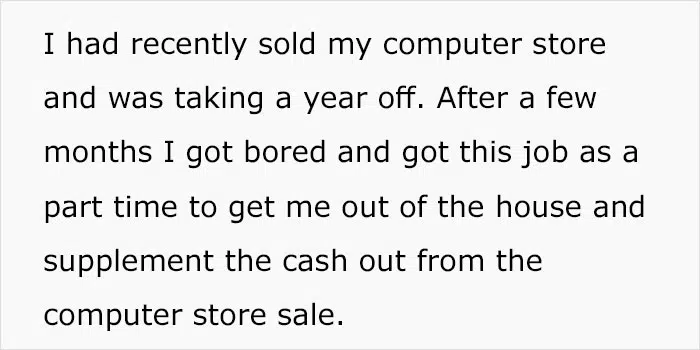 I had recently sold my computer store
and was taking a year off. After a few
months I got bored and got this job as a
part time to get me out of the house and
supplement the cash out from the
computer store sale.